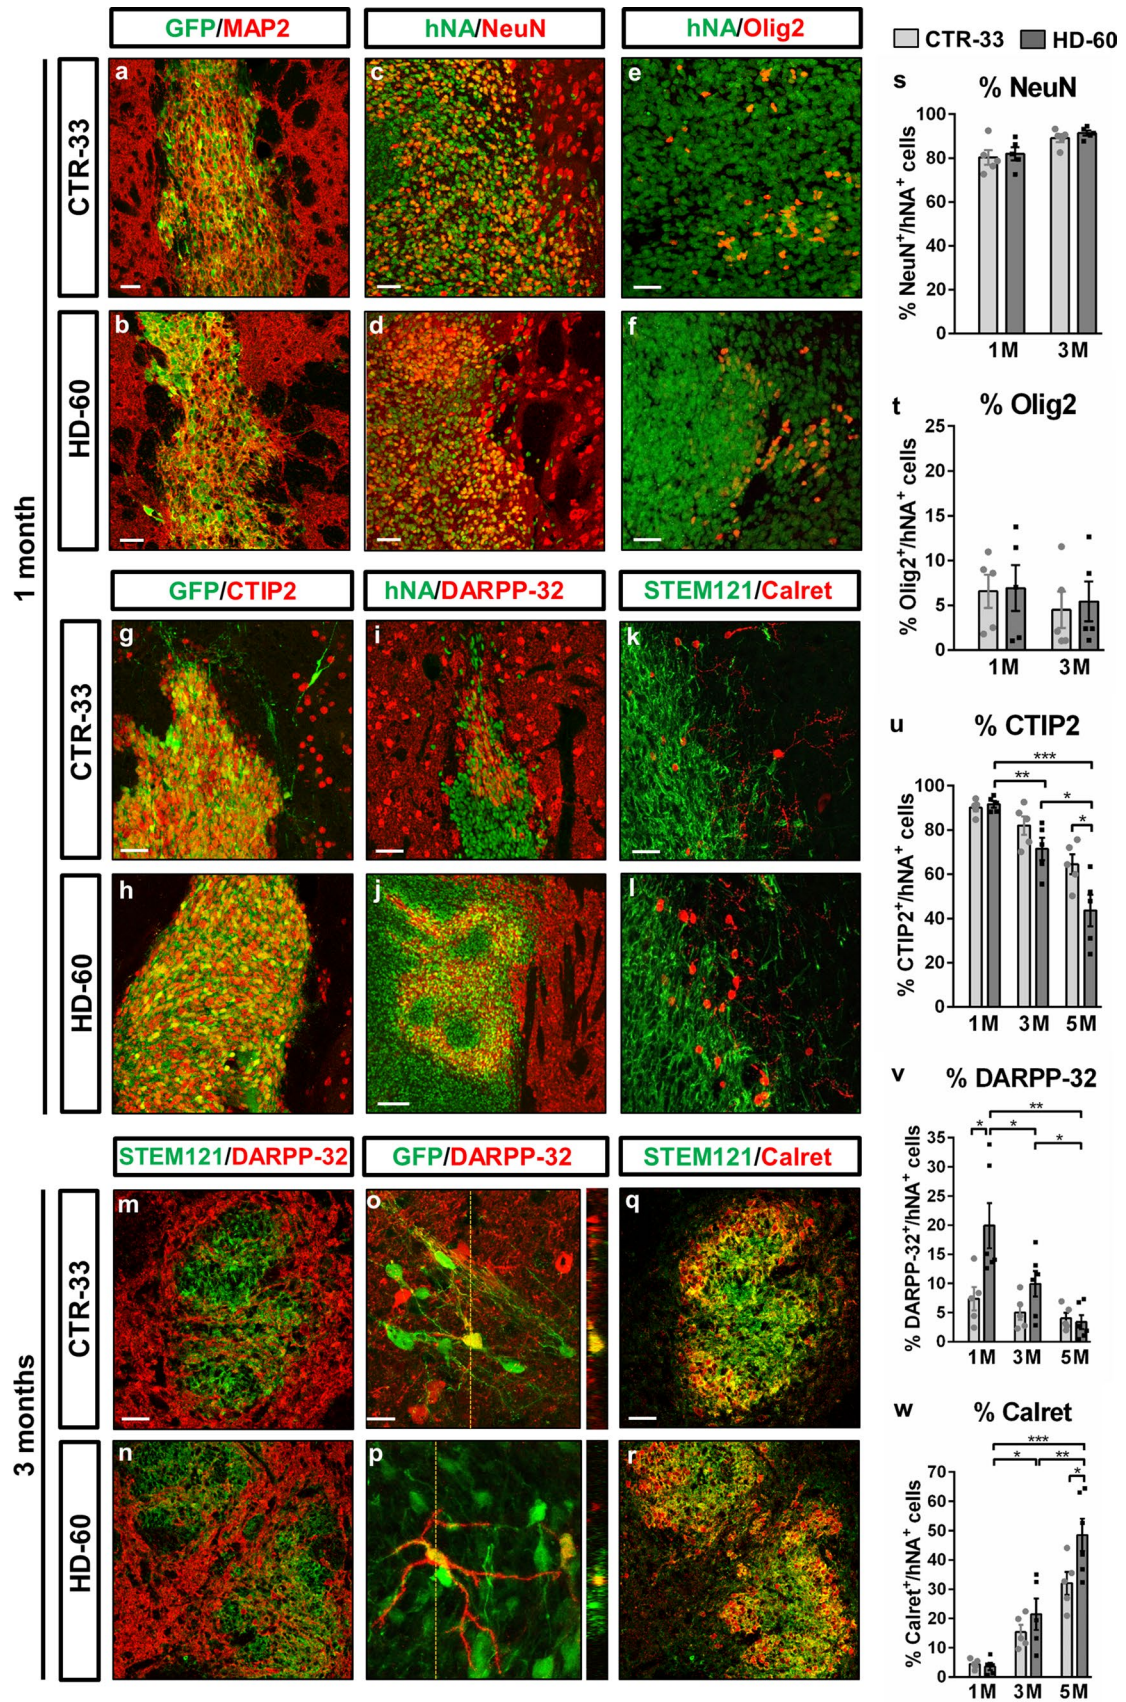 GFP/MAP2
hNA/NeuN
hNA/Olig2
CTR-33
HD-60
1 month
CTR-33
a
c
e
HD-60
b
d
f
GFP/CTIP2
hNA/DARPP-32
STEM121/Calret
CTR-33
g
i
k
HD-60
h
j
l
3 months
STEM121/DARPP-32
GFP/DARPP-32
STEM121/Calret
CTR-33
m
o
q
HD-60
n
p
r
s
% NeuN
% NeuN⁺/hNA⁺ cells
100
80
60
40
20
0
1M
3M
t
% Olig2
% Olig2⁺/hNA⁺ cells
25
20
15
10
5
0
1M
3M
u
% CTIP2
% CTIP2⁺/hNA⁺ cells
***
**
*
*
100
80
60
40
20
0
1M
3M
5M
v
% DARPP-32
% DARPP-32⁺/hNA⁺ cells
**
*
*
*
35
30
25
20
15
10
5
0
1M
3M
5M
w
% Calret
% Calret⁺/hNA⁺ cells
***
*
**
*
70
60
50
40
30
20
10
0
1M
3M
5M